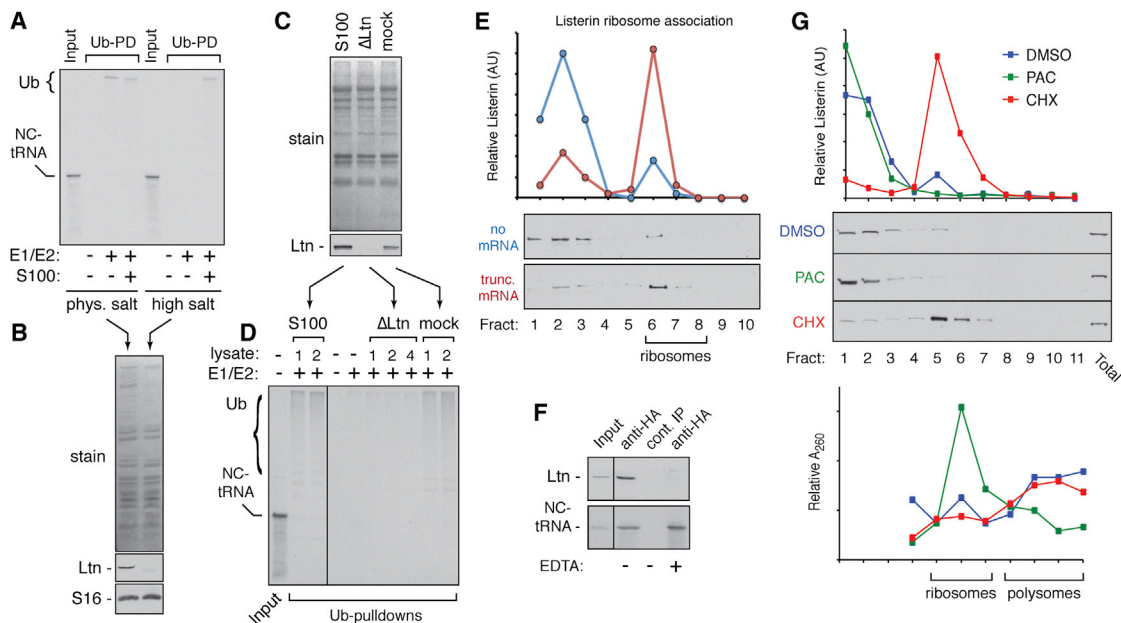 A
Input
Ub-PD
Input
Ub-PD
Ub {
NC-
tRNA
E1/E2: - + + - + +
S100: - - + - - +
phys. salt high salt
B
stain
Ltn -
S16 -
C
S100
ΔLtn
mock
stain
Ltn -
D
S100 ΔLtn mock
lysate: - 1 2 - - 1 2 4 1 2
E1/E2: - + + - + + + + + +
Ub
NC-
tRNA
Input
Ub-pulldowns
E
Listerin ribosome association
Relative Listerin (AU)
no
mRNA
trunc.
mRNA
Fract: 1 2 3 4 5 6 7 8 9 10
ribosomes
F
Input
anti-HA
cont. IP
anti-HA
Ltn -
NC-
tRNA -
EDTA: - - +
G
Relative Listerin (AU)
DMSO
PAC
CHX
DMSO
PAC
CHX
Fract: 1 2 3 4 5 6 7 8 9 10 11 Total
Relative A260
ribosomes polysomes